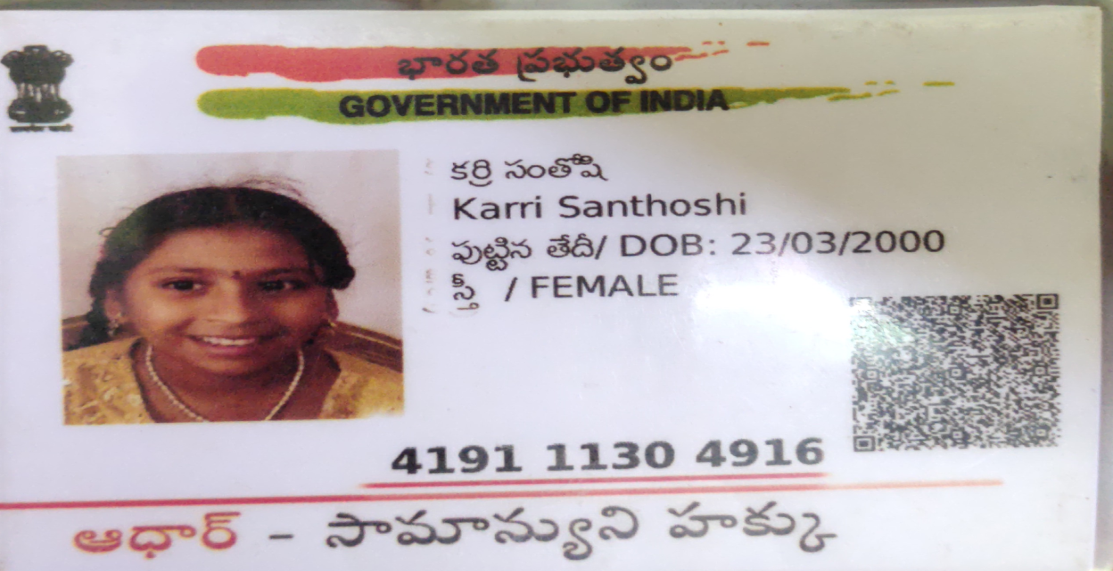 భారత ప్రభుత్వం
GOVERNMENT OF INDIA
కర్రి సంతోషి
Karri Santhoshi
పుట్టిన తేదీ/ DOB: 23/03/2000
స్త్రీ / FEMALE
4191 1130 4916
ఆధార్ - సామాన్యుని హక్కు